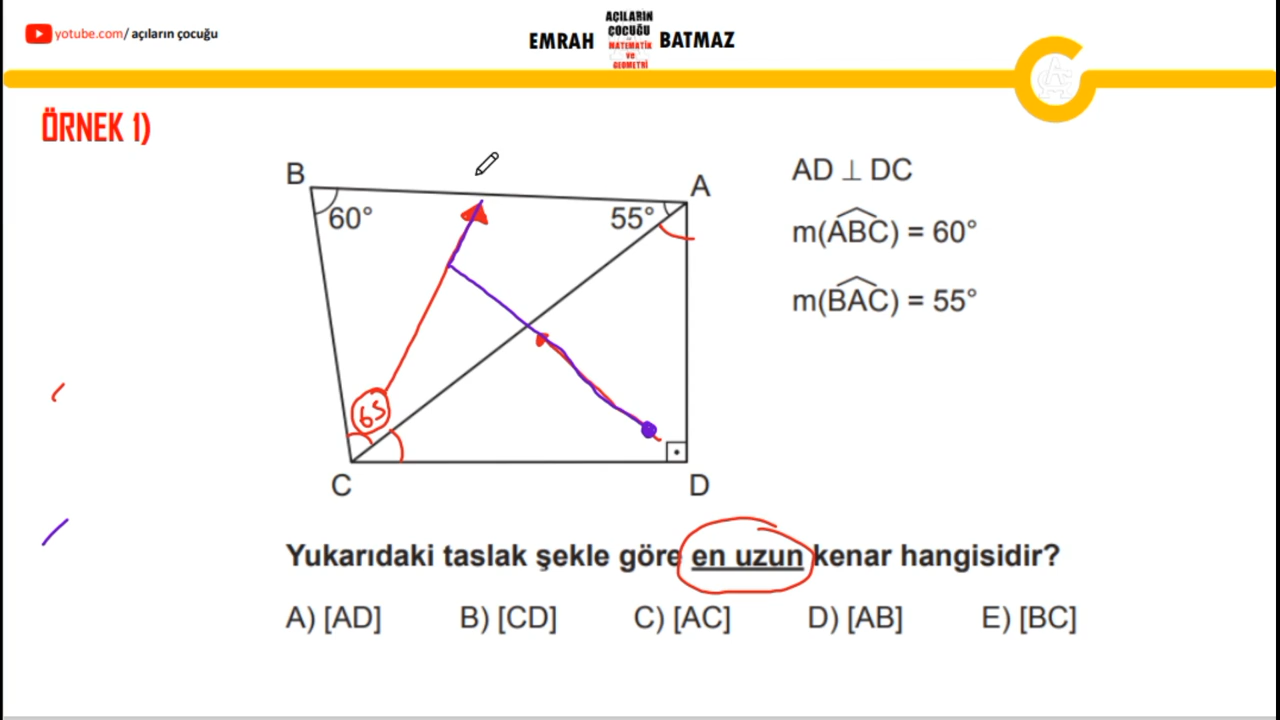 yotube.com/ açıların çocuğu
EMRAH
AÇILARIN
ÇOCUĞU
MATEMATİK
ve
GEOMETRİ
BATMAZ
ÖRNEK 1)
B
A
60°
55°
65
C
D
AD ⊥ DC
m(ABC) = 60°
m(BAC) = 55°
Yukarıdaki taslak şekle göre en uzun kenar hangisidir?
A) [AD] B) [CD] C) [AC] D) [AB] E) [BC]